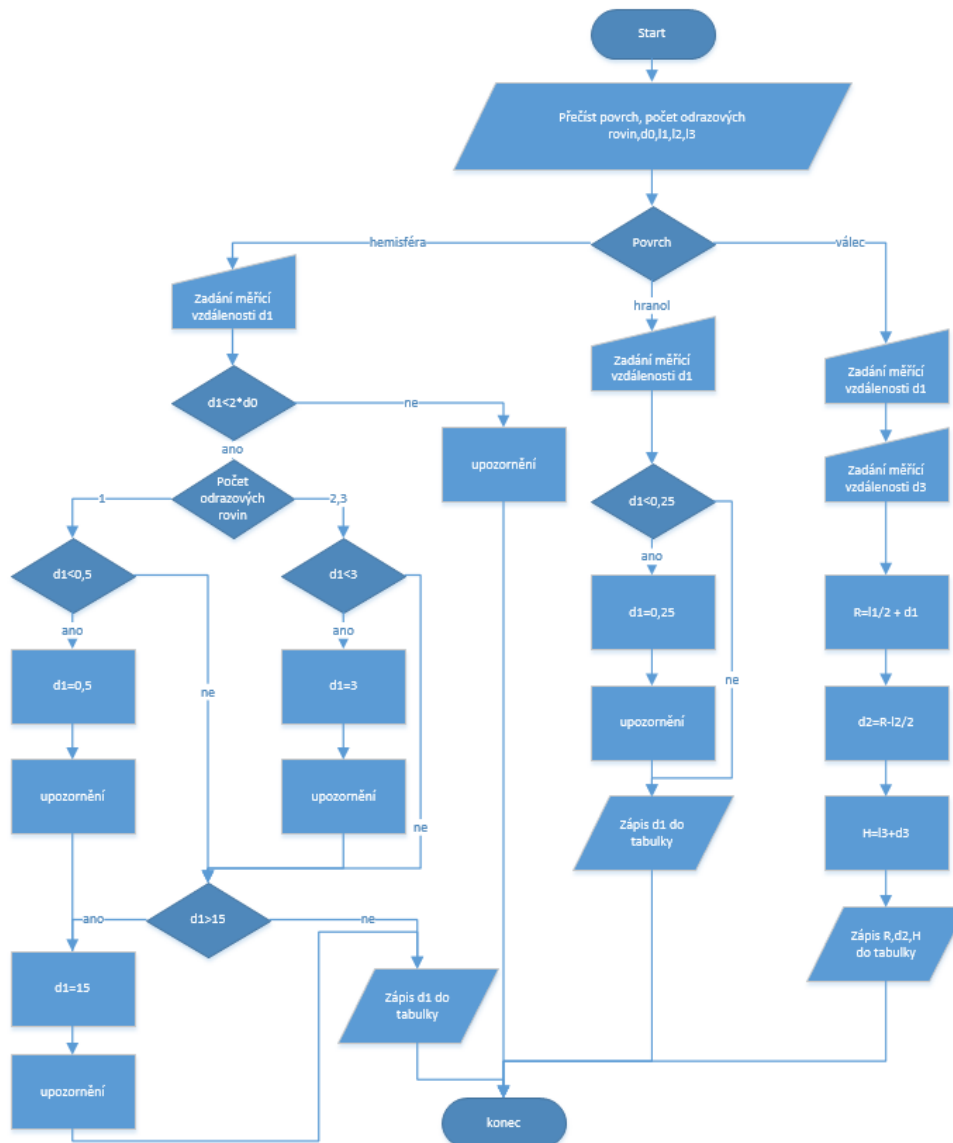 Start
Přečíst povrch, počet odrazových
rovin,d0,l1,l2,l3
Povrch
hemisféra
válec
hranol
Zadání měřící
vzdálenosti d1
Zadání měřící
vzdálenosti d1
Zadání měřící
vzdálenosti d1
d1<2*d0
ne
ano
upozornění
Zadání měřící
vzdálenosti d3
Počet
odrazových
rovin
1
2,3
d1<0,25
ano
ne
d1<0,5
d1<3
ano
ne
ano
ne
d1=0,25
R=l1/2 + d1
d1=0,5
d1=3
upozornění
d2=R-l2/2
upozornění
upozornění
Zápis d1 do
tabulky
H=l3+d3
d1>15
ano
ne
Zápis R,d2,H
do tabulky
d1=15
Zápis d1 do
tabulky
upozornění
konec